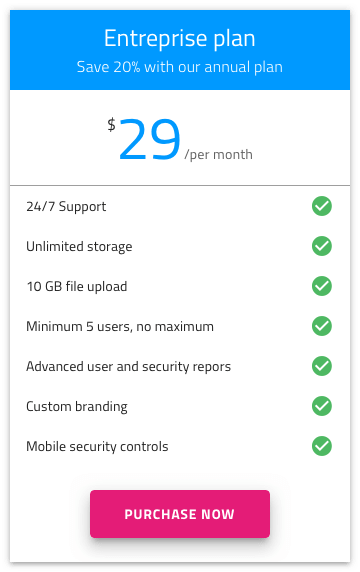 Entreprise plan
Save 20% with our annual plan
$29/per month
24/7 Support
Unlimited storage
10 GB file upload
Minimum 5 users, no maximum
Advanced user and security repors
Custom branding
Mobile security controls
PURCHASE NOW